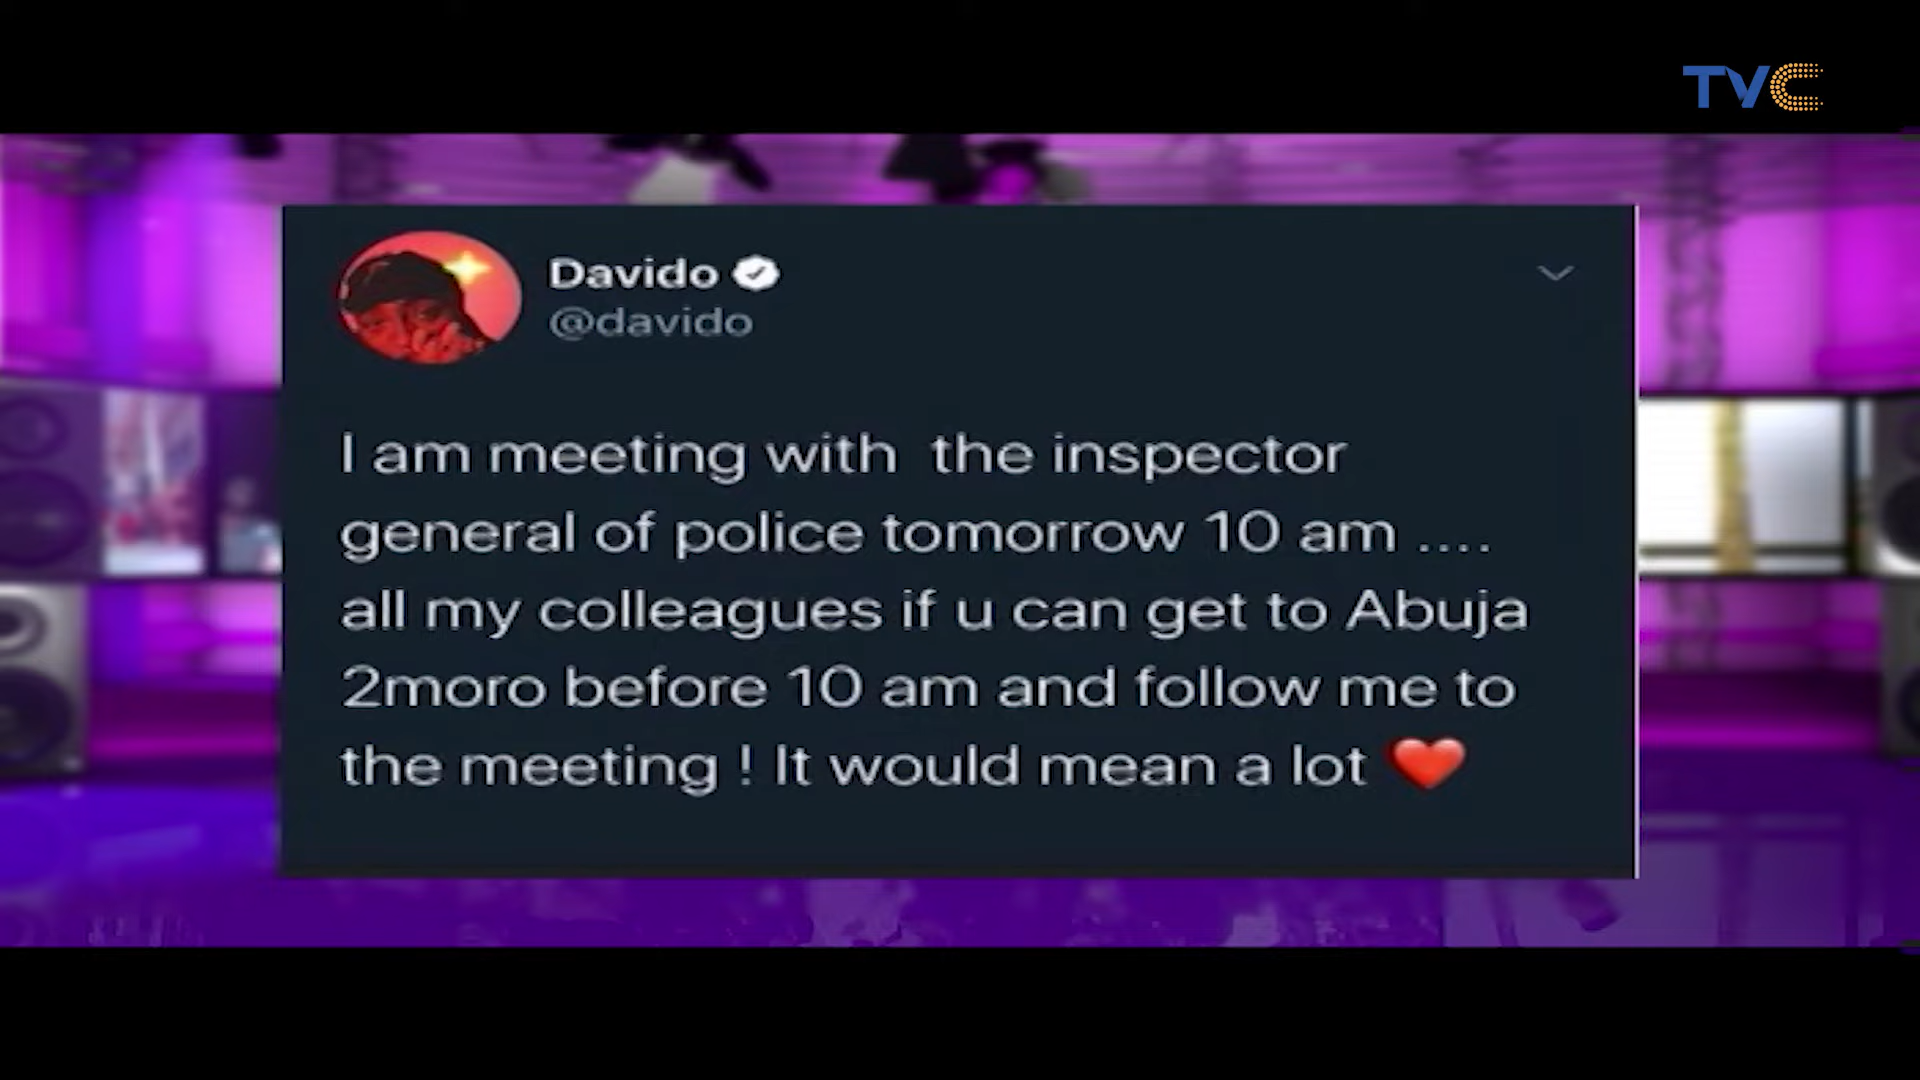 TVC
Davido
@davido
I am meeting with the inspector
general of police tomorrow 10 am ....
all my colleagues if u can get to Abuja
2moro before 10 am and follow me to
the meeting ! It would mean a lot ❤️